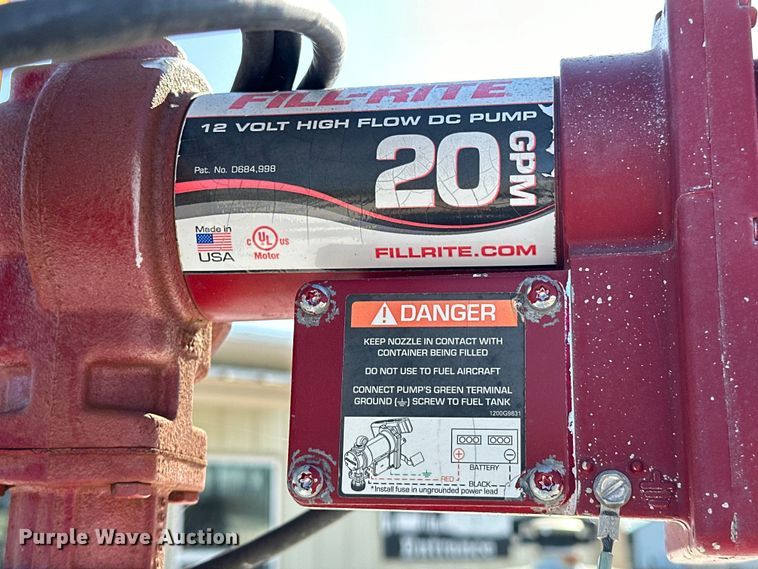 FILL-RITE
12 VOLT HIGH FLOW DC PUMP
Pat. No. D684,998
20
GPM
Made in
USA
C UL US
Motor
FILLRITE.COM
DANGER
KEEP NOZZLE IN CONTACT WITH
CONTAINER BEING FILLED
DO NOT USE TO FUEL AIRCRAFT
CONNECT PUMP'S GREEN TERMINAL
GROUND (⏚) SCREW TO FUEL TANK
1200G9831
BATTERY
RED
BLACK
*Install fuse in ungrounded power lead
Entrance
Purple Wave Auction